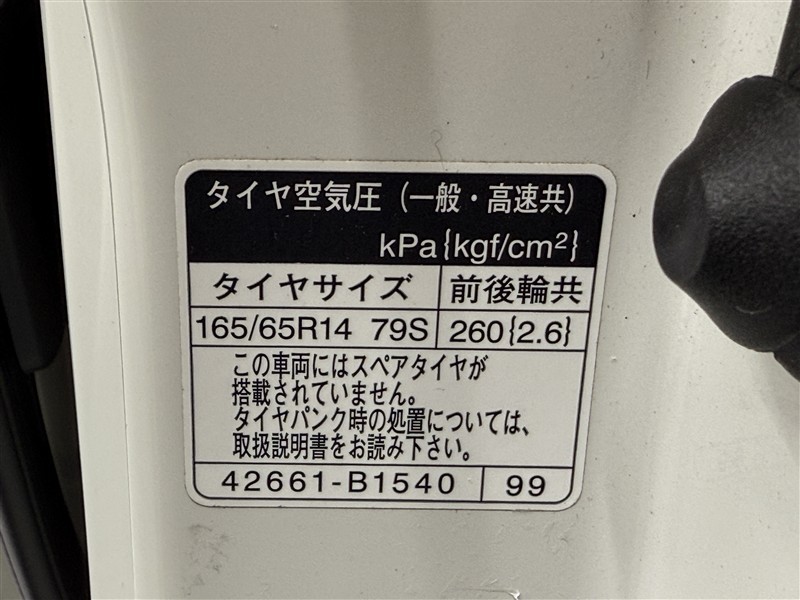 タイヤ空気圧（一般・高速共）
kPa{kgf/cm²}
タイヤサイズ 前後輪共
165/65R14 79S 260{2.6}
この車両にはスペアタイヤが
搭載されていません。
タイヤパンク時の処置については、
取扱説明書をお読み下さい。
42661-B1540 99